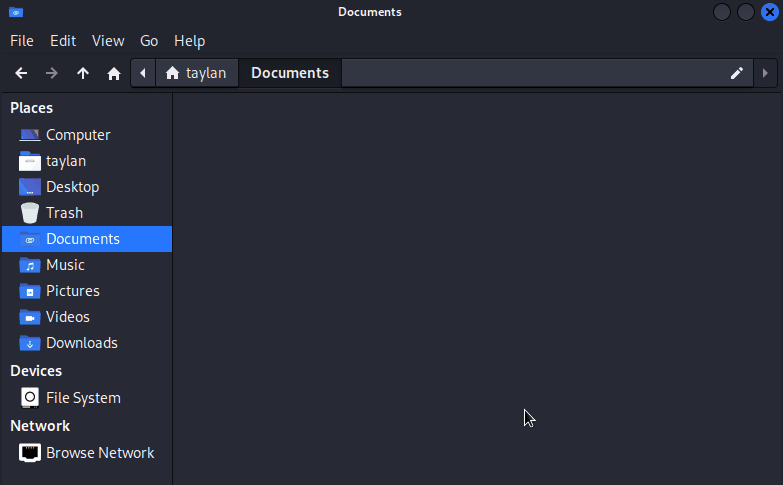 Documents
File Edit View Go Help
taylan Documents
Places
Computer
taylan
Desktop
Trash
Documents
Music
Pictures
Videos
Downloads
Devices
File System
Network
Browse Network